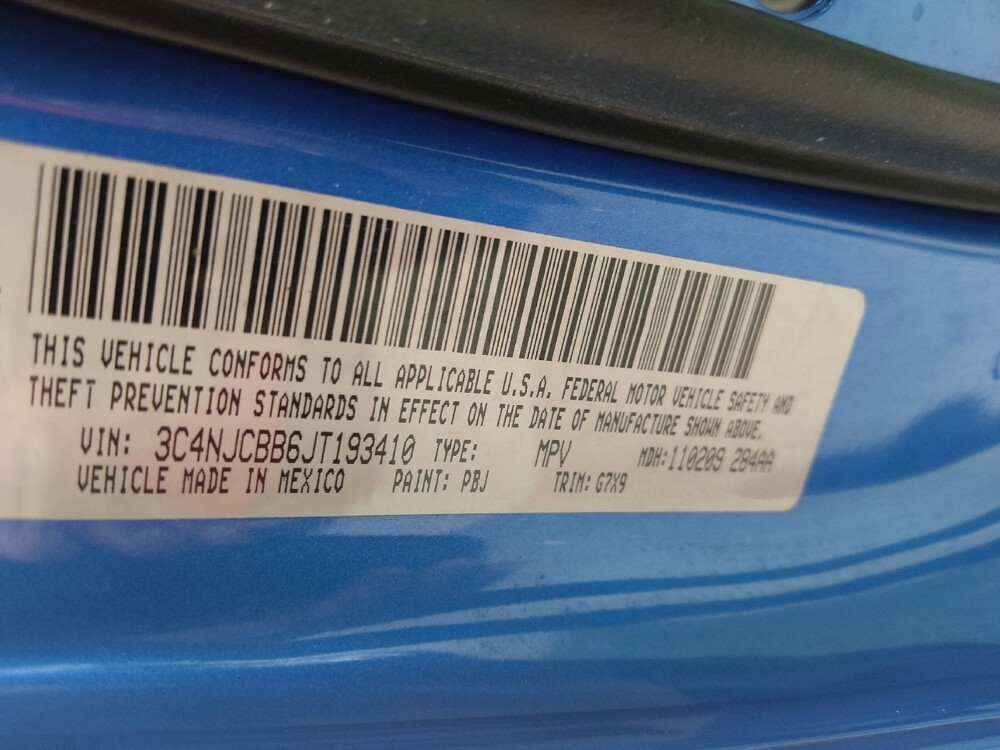 THIS VEHICLE CONFORMS TO ALL APPLICABLE U.S.A. FEDERAL MOTOR VEHICLE SAFETY AND
THEFT PREVENTION STANDARDS IN EFFECT ON THE DATE OF MANUFACTURE SHOWN ABOVE.
VIN: 3C4NJCBB6JT193410 TYPE: MPV MDH:110209 284AA
VEHICLE MADE IN MEXICO PAINT: PBJ TRIM: G7X9